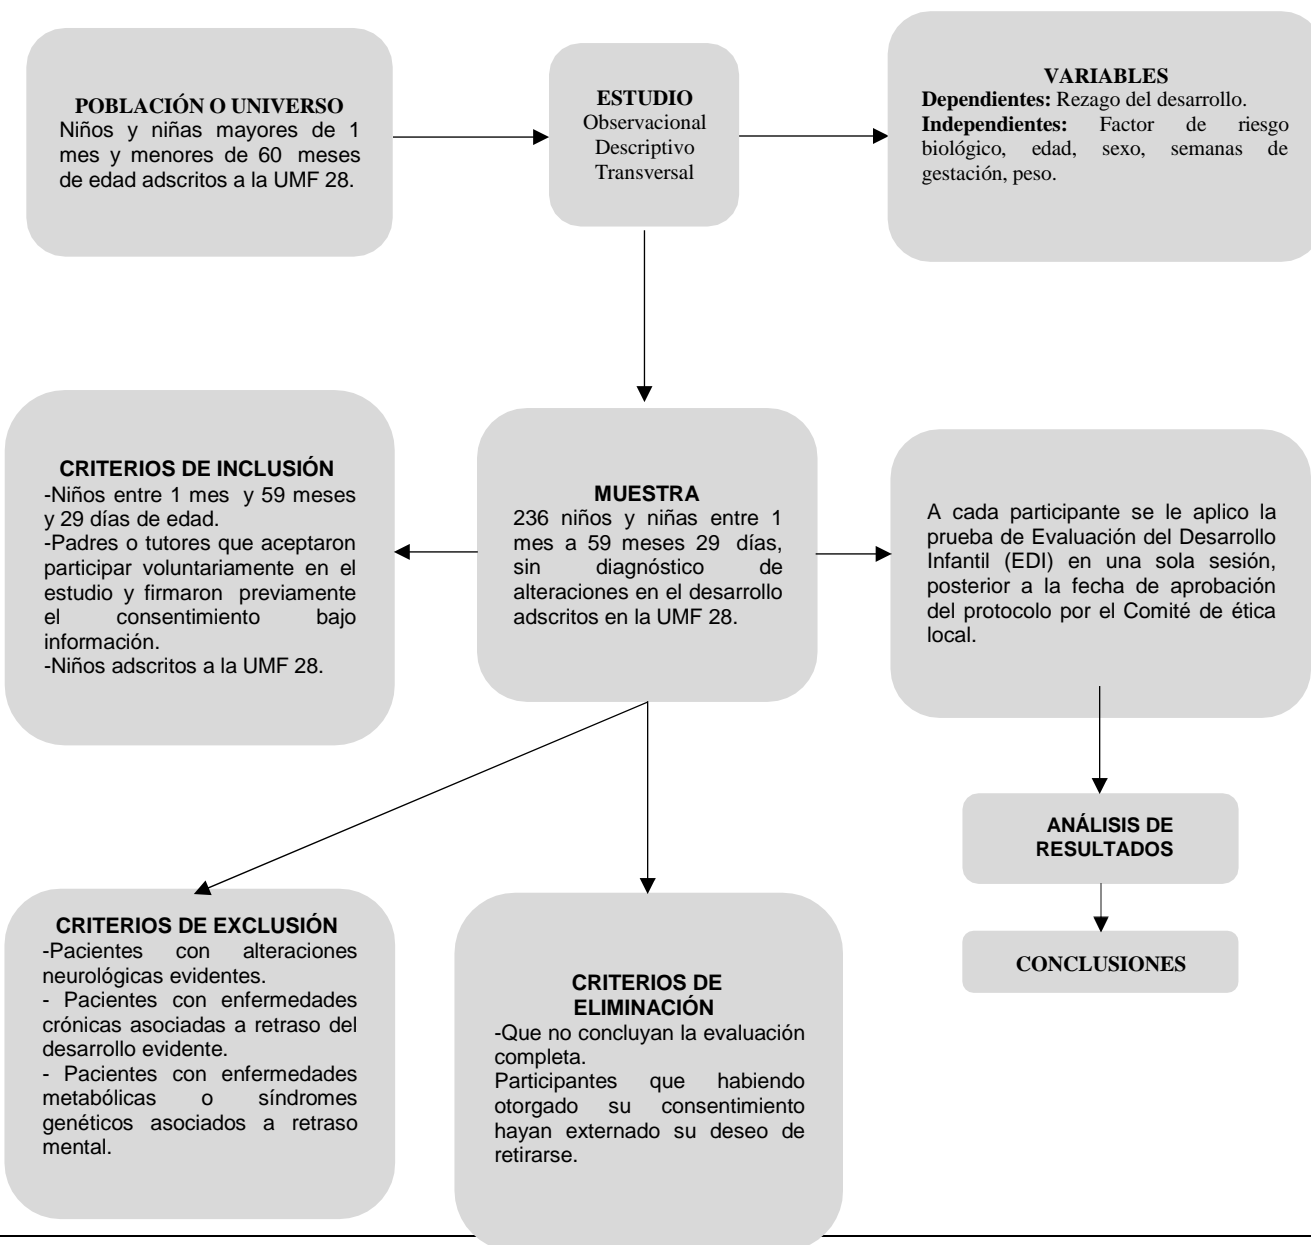 POBLACIÓN O UNIVERSO
Niños y niñas mayores de 1
mes y menores de 60 meses
de edad adscritos a la UMF 28.
ESTUDIO
Observacional
Descriptivo
Transversal
VARIABLES
Dependientes: Rezago del desarrollo.
Independientes: Factor de riesgo
biológico, edad, sexo, semanas de
gestación, peso.
CRITERIOS DE INCLUSIÓN
-Niños entre 1 mes y 59 meses
y 29 días de edad.
-Padres o tutores que aceptaron
participar voluntariamente en el
estudio y firmaron previamente
el consentimiento bajo
información.
-Niños adscritos a la UMF 28.
MUESTRA
236 niños y niñas entre 1
mes a 59 meses 29 días,
sin diagnóstico de
alteraciones en el desarrollo
adscritos en la UMF 28.
A cada participante se le aplico la
prueba de Evaluación del Desarrollo
Infantil (EDI) en una sola sesión,
posterior a la fecha de aprobación
del protocolo por el Comité de ética
local.
ANÁLISIS DE
RESULTADOS
CONCLUSIONES
CRITERIOS DE EXCLUSIÓN
-Pacientes con alteraciones
neurológicas evidentes.
- Pacientes con enfermedades
crónicas asociadas a retraso del
desarrollo evidente.
- Pacientes con enfermedades
metabólicas o síndromes
genéticos asociados a retraso
mental.
CRITERIOS DE
ELIMINACIÓN
-Que no concluyan la evaluación
completa.
Participantes que habiendo
otorgado su consentimiento
hayan externado su deseo de
retirarse.